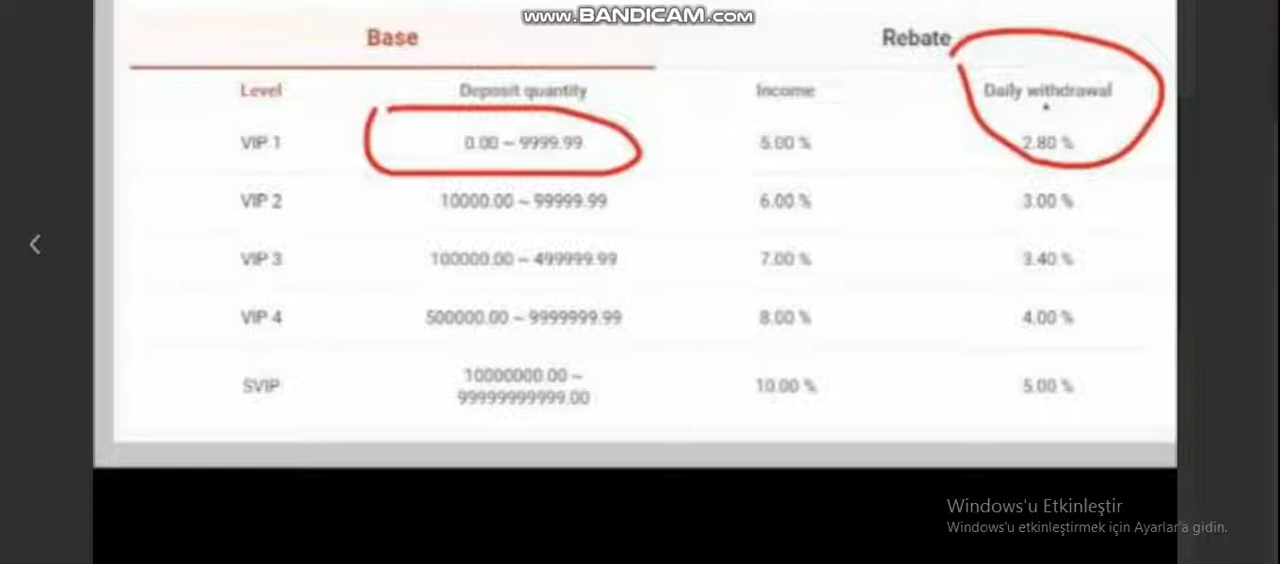 www.BANDICAM.com
Base Rebate
Level Deposit quantity Income Daily withdrawal
VIP 1 0.00 ~ 9999.99 5.00 % 2.80 %
VIP 2 10000.00 ~ 99999.99 6.00 % 3.00 %
VIP 3 100000.00 ~ 499999.99 7.00 % 3.40 %
VIP 4 500000.00 ~ 9999999.99 8.00 % 4.00 %
SVIP 10000000.00 ~ 10.00 % 5.00 %
99999999999.00
Windows'u Etkinleştir
Windows'u etkinleştirmek için Ayarlar'a gidin.